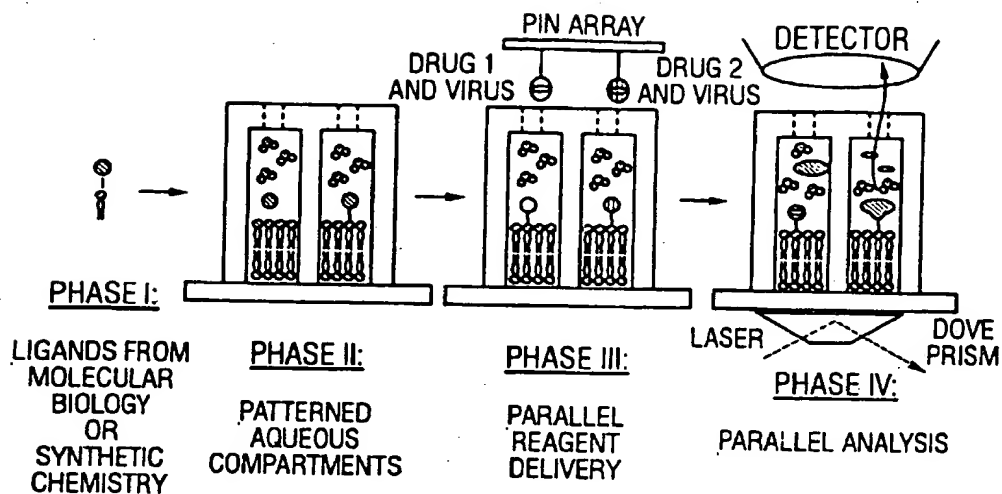 PIN ARRAY
DRUG 1
AND VIRUS
DRUG 2
AND VIRUS
DETECTOR
PHASE I:
LIGANDS FROM
MOLECULAR
BIOLOGY
OR
SYNTHETIC
CHEMISTRY
PHASE II:
PATTERNED
AQUEOUS
COMPARTMENTS
PHASE III:
PARALLEL
REAGENT
DELIVERY
LASER
DOVE
PRISM
PHASE IV:
PARALLEL ANALYSIS